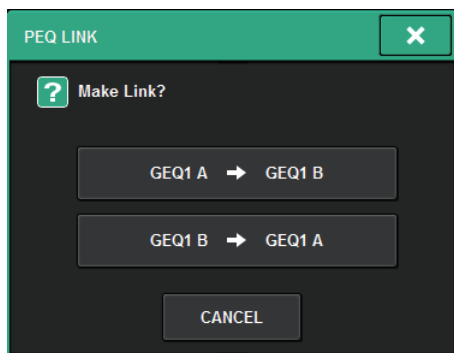 PEQ LINK
Make Link?
GEQ1 A → GEQ1 B
GEQ1 B → GEQ1 A
CANCEL